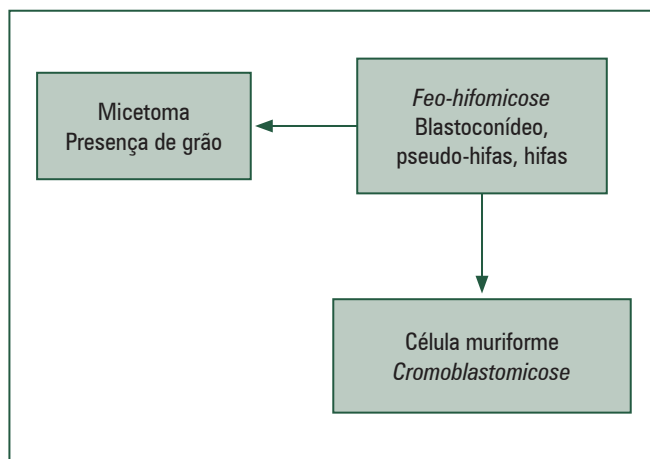 Micetoma
Presença de grão
Feo-hifomicose
Blastoconídeo,
pseudo-hifas, hifas
Célula muriforme
Cromoblastomicose